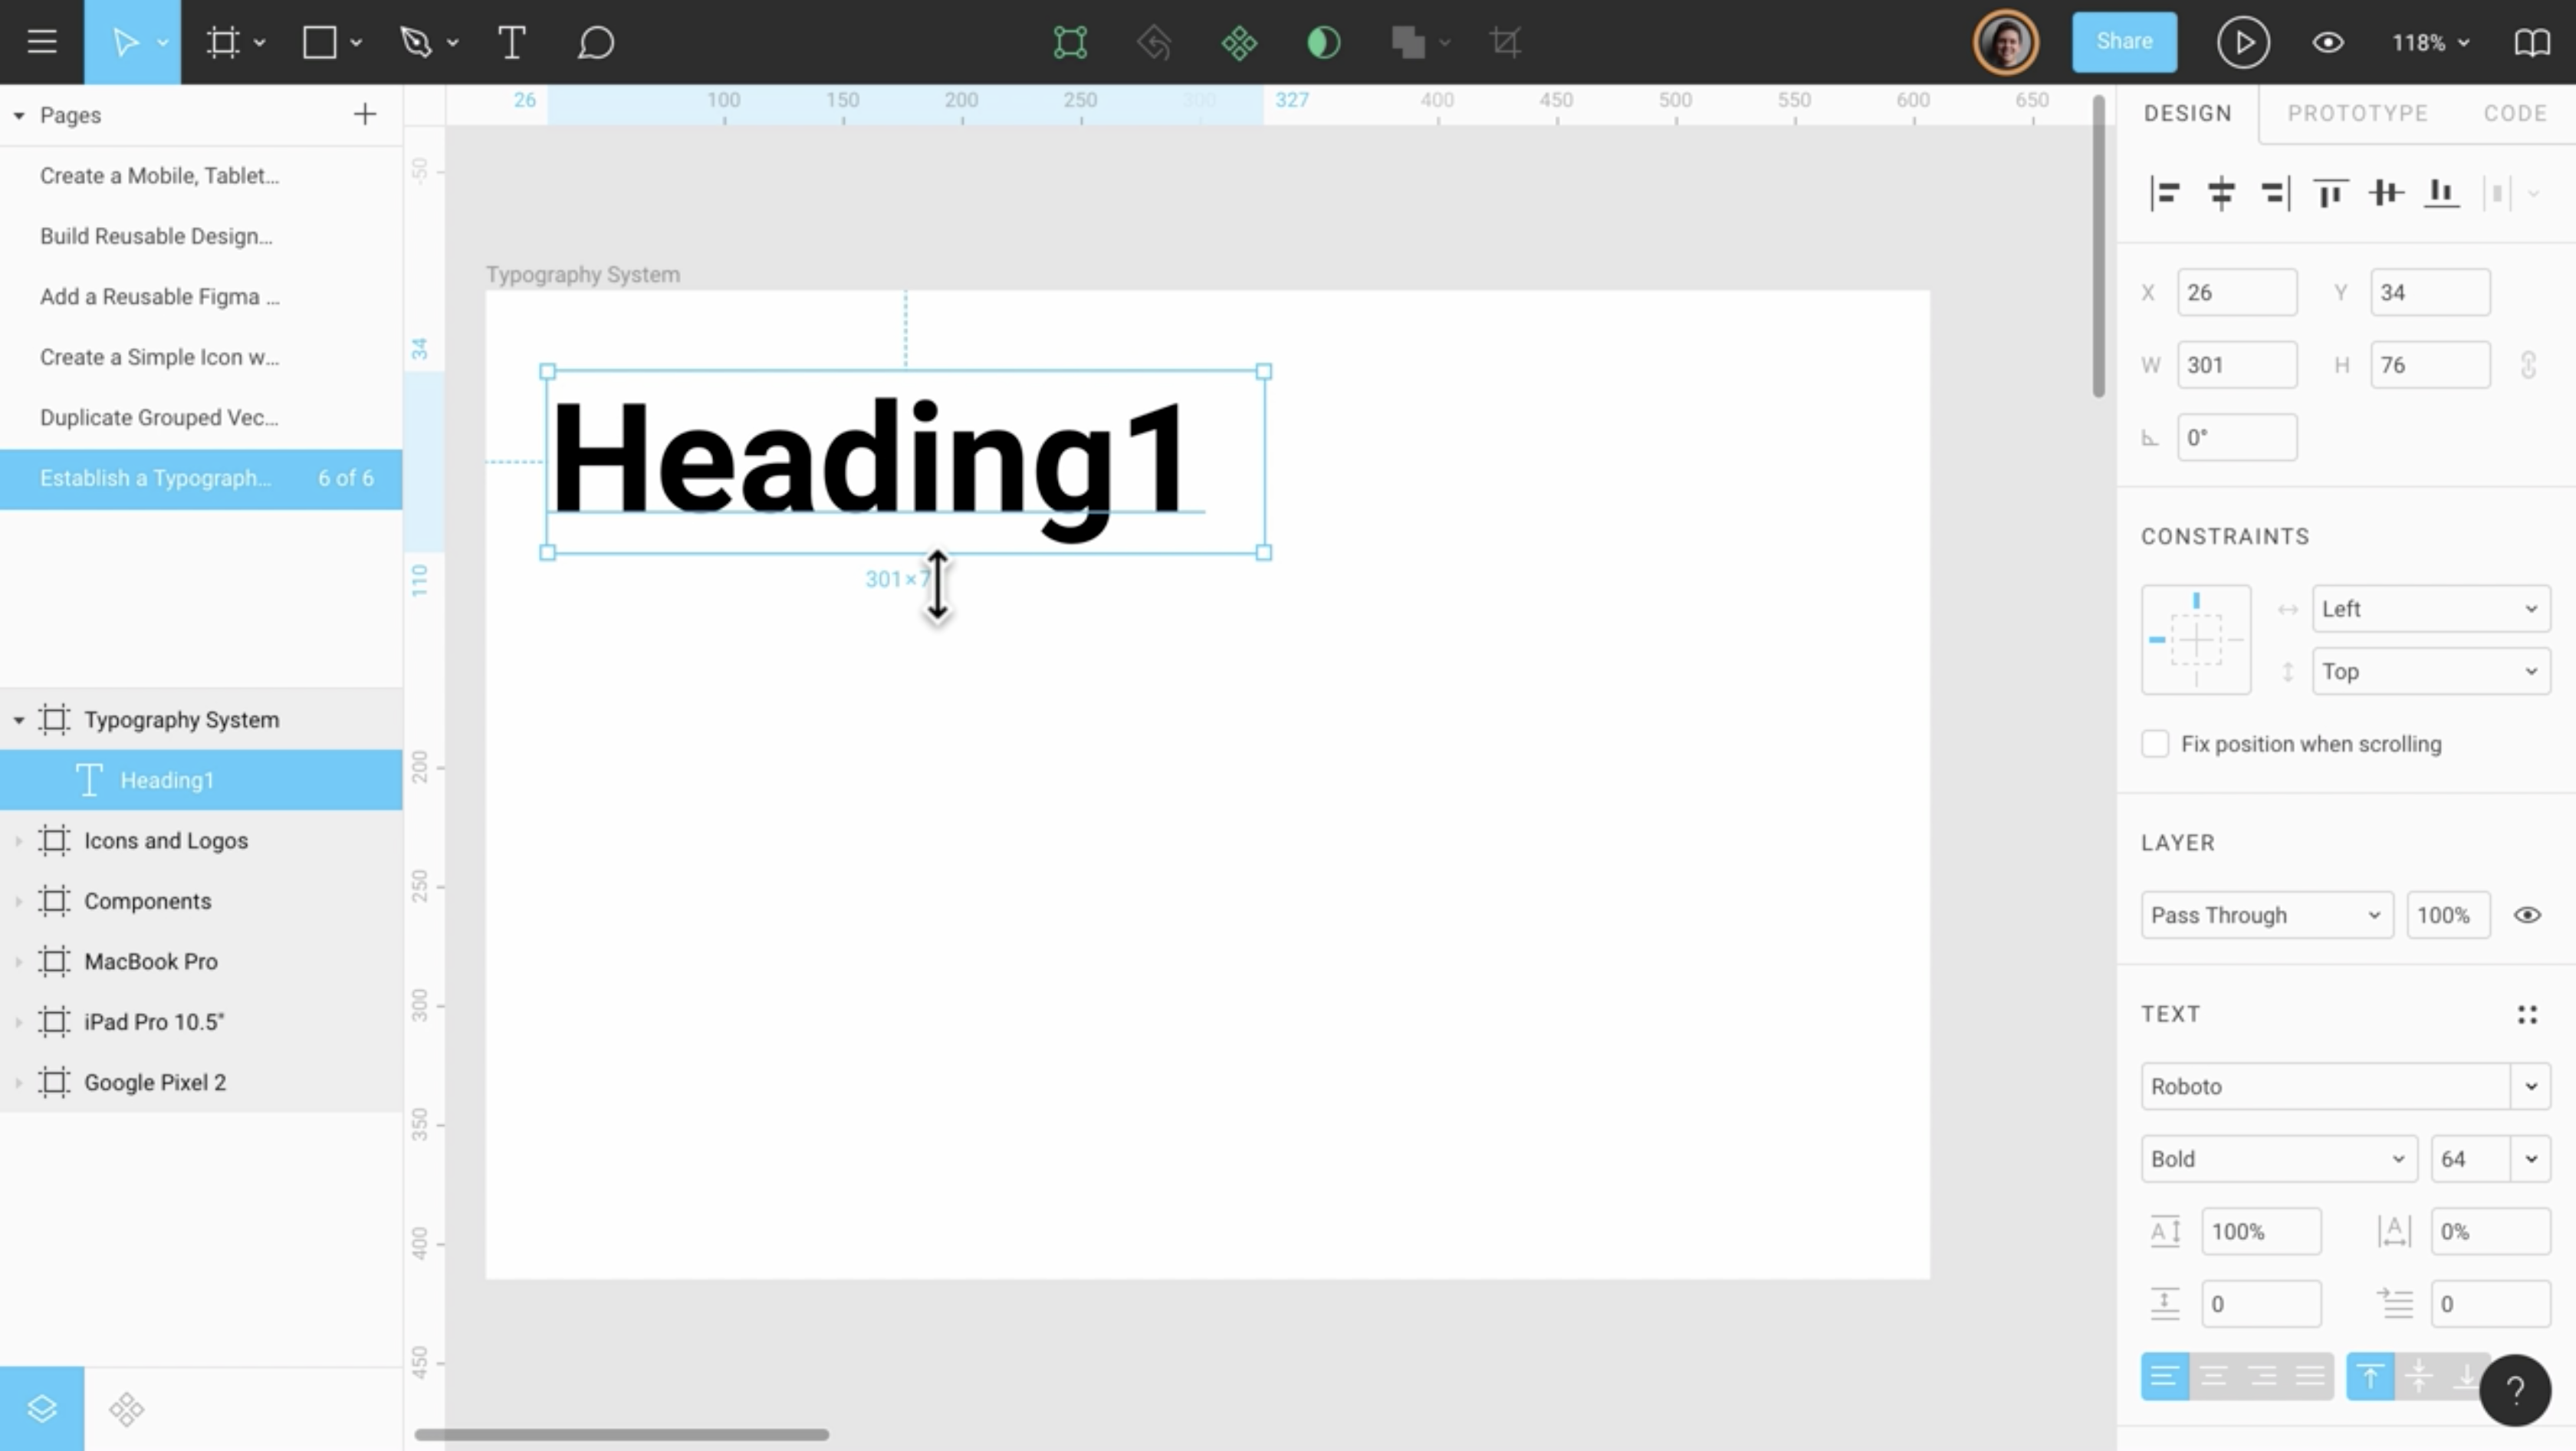 Share
118%
Pages
Create a Mobile, Tablet...
Build Reusable Design...
Add a Reusable Figma ...
Create a Simple Icon w...
Duplicate Grouped Vec...
Establish a Typograph... 6 of 6
Typography System
Heading1
Icons and Logos
Components
MacBook Pro
iPad Pro 10.5"
Google Pixel 2
26 100 150 200 250 300 327 400 450 500 550 600 650
-50
34
110
200
250
300
350
400
450
Typography System
Heading1
301×7
DESIGN PROTOTYPE CODE
X 26 Y 34
W 301 H 76
0°
CONSTRAINTS
Left
Top
Fix position when scrolling
LAYER
Pass Through 100%
TEXT
Roboto
Bold 64
100% 0%
0 0
?